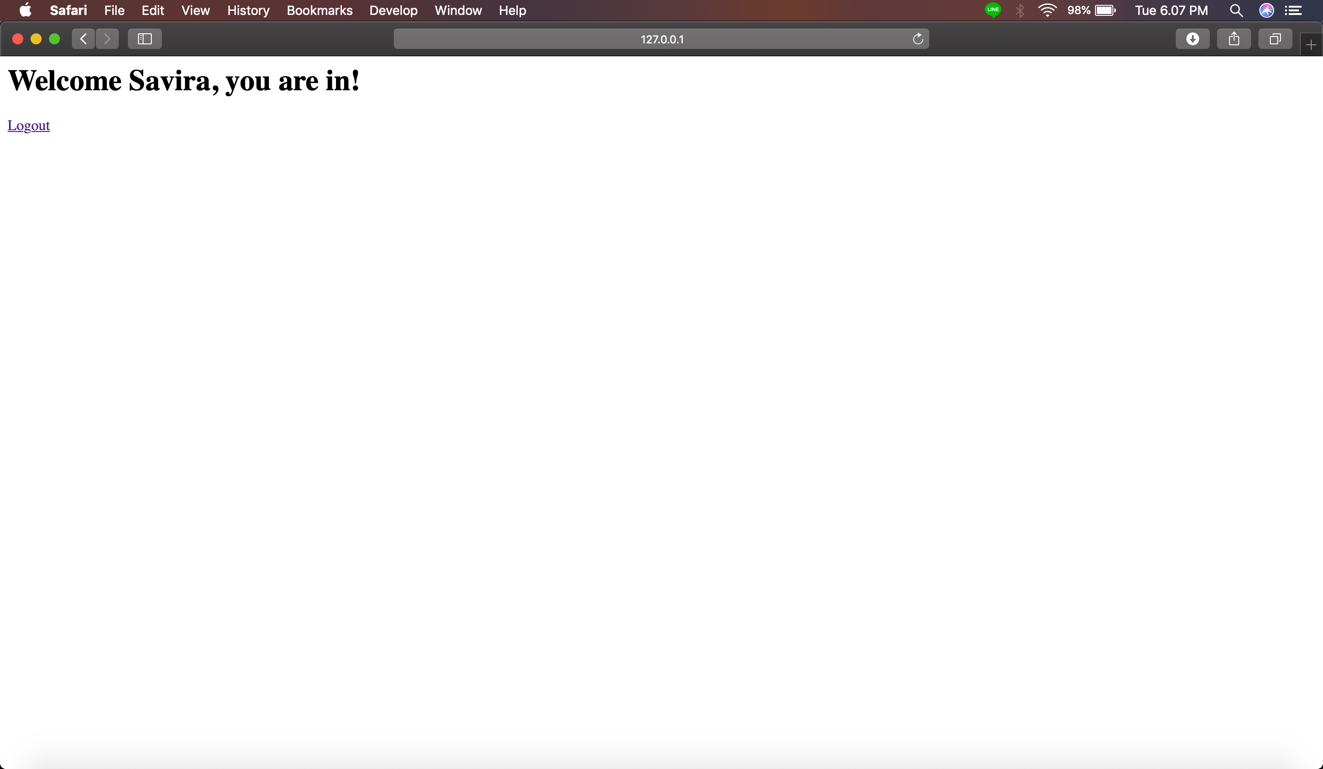 Safari File Edit View History Bookmarks Develop Window Help LINE 98% Tue 6.07 PM
127.0.0.1
Welcome Savira, you are in!
Logout